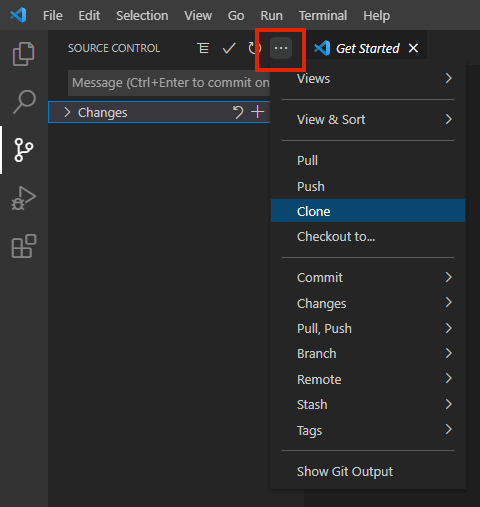 File Edit Selection View Go Run Terminal Help
SOURCE CONTROL
Get Started
Message (Ctrl+Enter to commit on
Changes
Views
View & Sort
Pull
Push
Clone
Checkout to...
Commit
Changes
Pull, Push
Branch
Remote
Stash
Tags
Show Git Output